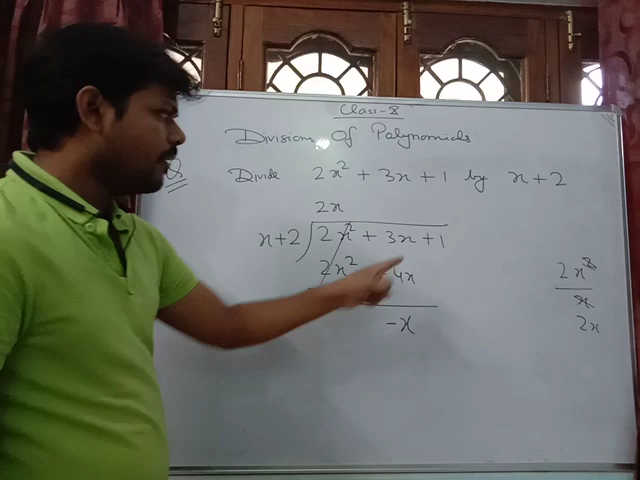 Class-8
Division Of Polynomials
Q. Divide 2x² + 3x + 1 by x + 2
2x
x+2 2x² + 3x + 1
2x² 4x
-x
2x²
x
2x